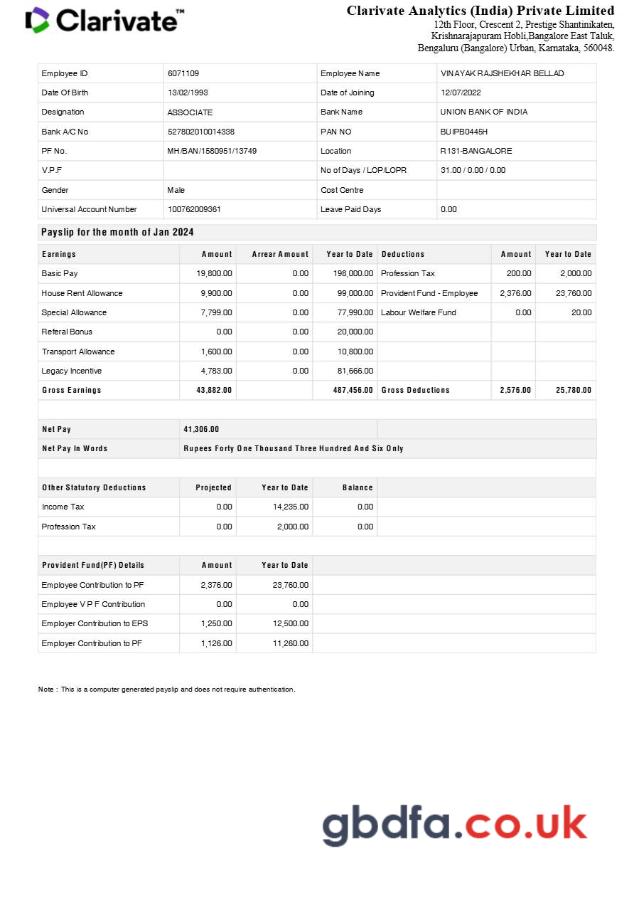 Clarivate™
Clarivate Analytics (India) Private Limited
12th Floor, Crescent 2, Prestige Shantinikaten,
Krishnarajapuram Hobli,Bangalore East Taluk,
Bengaluru (Bangalore) Urban, Karnataka, 560048.
Employee ID 6071109 Employee Name VINAYAK RAJSHEKHAR BELLAD
Date Of Birth 13/02/1993 Date of Joining 12/07/2022
Designation ASSOCIATE Bank Name UNION BANK OF INDIA
Bank A/C No 527802010014338 PAN NO BUIPB0445H
PF No. MH/BAN/1580951/13749 Location R131-BANGALORE
V.P.F No of Days / LOP/LOPR 31.00 / 0.00 / 0.00
Gender Male Cost Centre
Universal Account Number 100762009361 Leave Paid Days 0.00
Payslip for the month of Jan 2024
Earnings Amount Arrear Amount Year to Date Deductions Amount Year to Date
Basic Pay 19,800.00 0.00 198,000.00 Profession Tax 200.00 2,000.00
House Rent Allowance 9,900.00 0.00 99,000.00 Provident Fund - Employee 2,376.00 23,760.00
Special Allowance 7,799.00 0.00 77,990.00 Labour Welfare Fund 0.00 20.00
Referal Bonus 0.00 0.00 20,000.00
Transport Allowance 1,600.00 0.00 10,800.00
Legacy Incentive 4,783.00 0.00 81,666.00
Gross Earnings 43,882.00 487,456.00 Gross Deductions 2,576.00 25,780.00
Net Pay 41,306.00
Net Pay In Words Rupees Forty One Thousand Three Hundred And Six Only
Other Statutory Deductions Projected Year to Date Balance
Income Tax 0.00 14,235.00 0.00
Profession Tax 0.00 2,000.00 0.00
Provident Fund(PF) Details Amount Year to Date
Employee Contribution to PF 2,376.00 23,760.00
Employee V P F Contribution 0.00 0.00
Employer Contribution to EPS 1,250.00 12,500.00
Employer Contribution to PF 1,126.00 11,260.00
Note : This is a computer generated payslip and does not require authentication.
gbdfa.co.uk